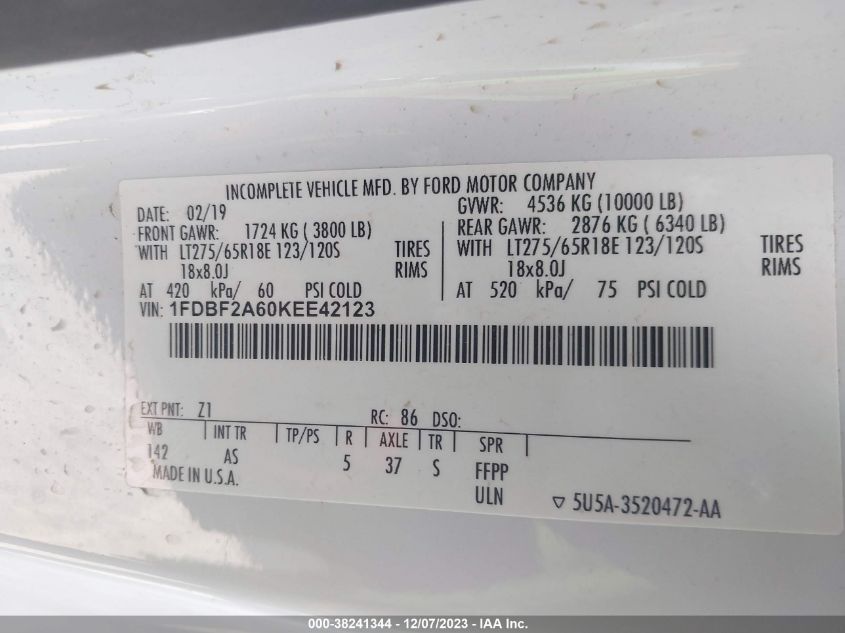 INCOMPLETE VEHICLE MFD. BY FORD MOTOR COMPANY
DATE: 02/19 GVWR: 4536 KG (10000 LB)
FRONT GAWR: 1724 KG ( 3800 LB) REAR GAWR: 2876 KG ( 6340 LB)
WITH LT275/65R18E 123/120S TIRES WITH LT275/65R18E 123/120S TIRES
18x8.0J RIMS 18x8.0J RIMS
AT 420 kPa/ 60 PSI COLD AT 520 kPa/ 75 PSI COLD
VIN: 1FDBF2A60KEE42123
EXT PNT: Z1 RC: 86 DSO:
WB INT TR TP/PS R AXLE TR SPR
142 AS 5 37 S FFPP
MADE IN U.S.A. ULN
▽ 5U5A-3520472-AA
000-38241344 - 12/07/2023 - IAA Inc.